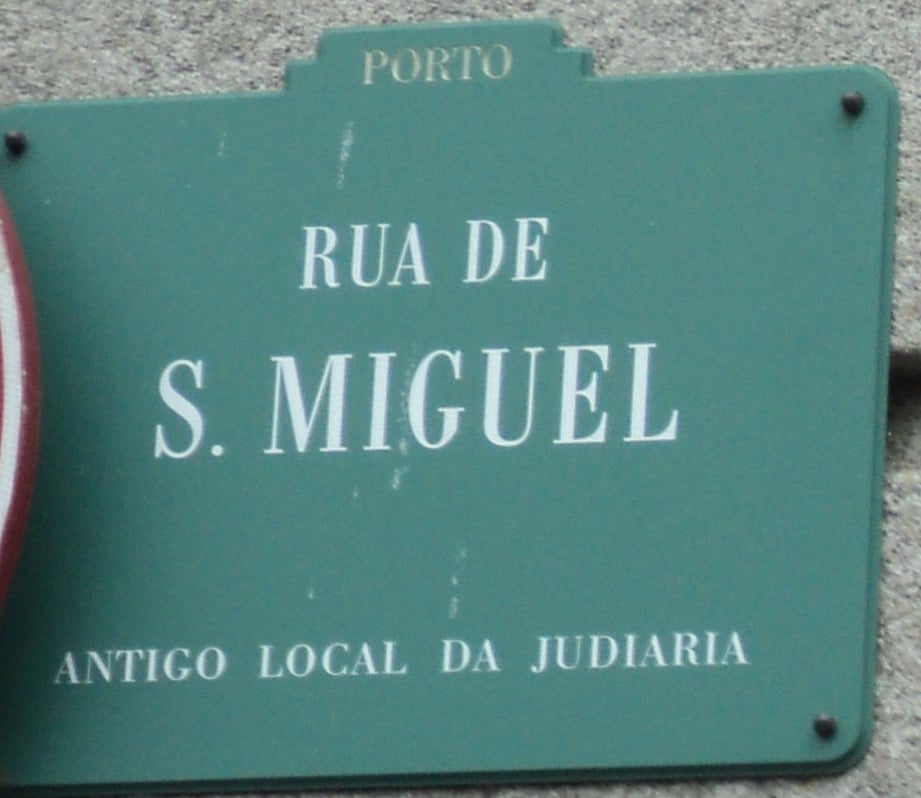 PORTO
RUA DE
S. MIGUEL
ANTIGO LOCAL DA JUDIARIA